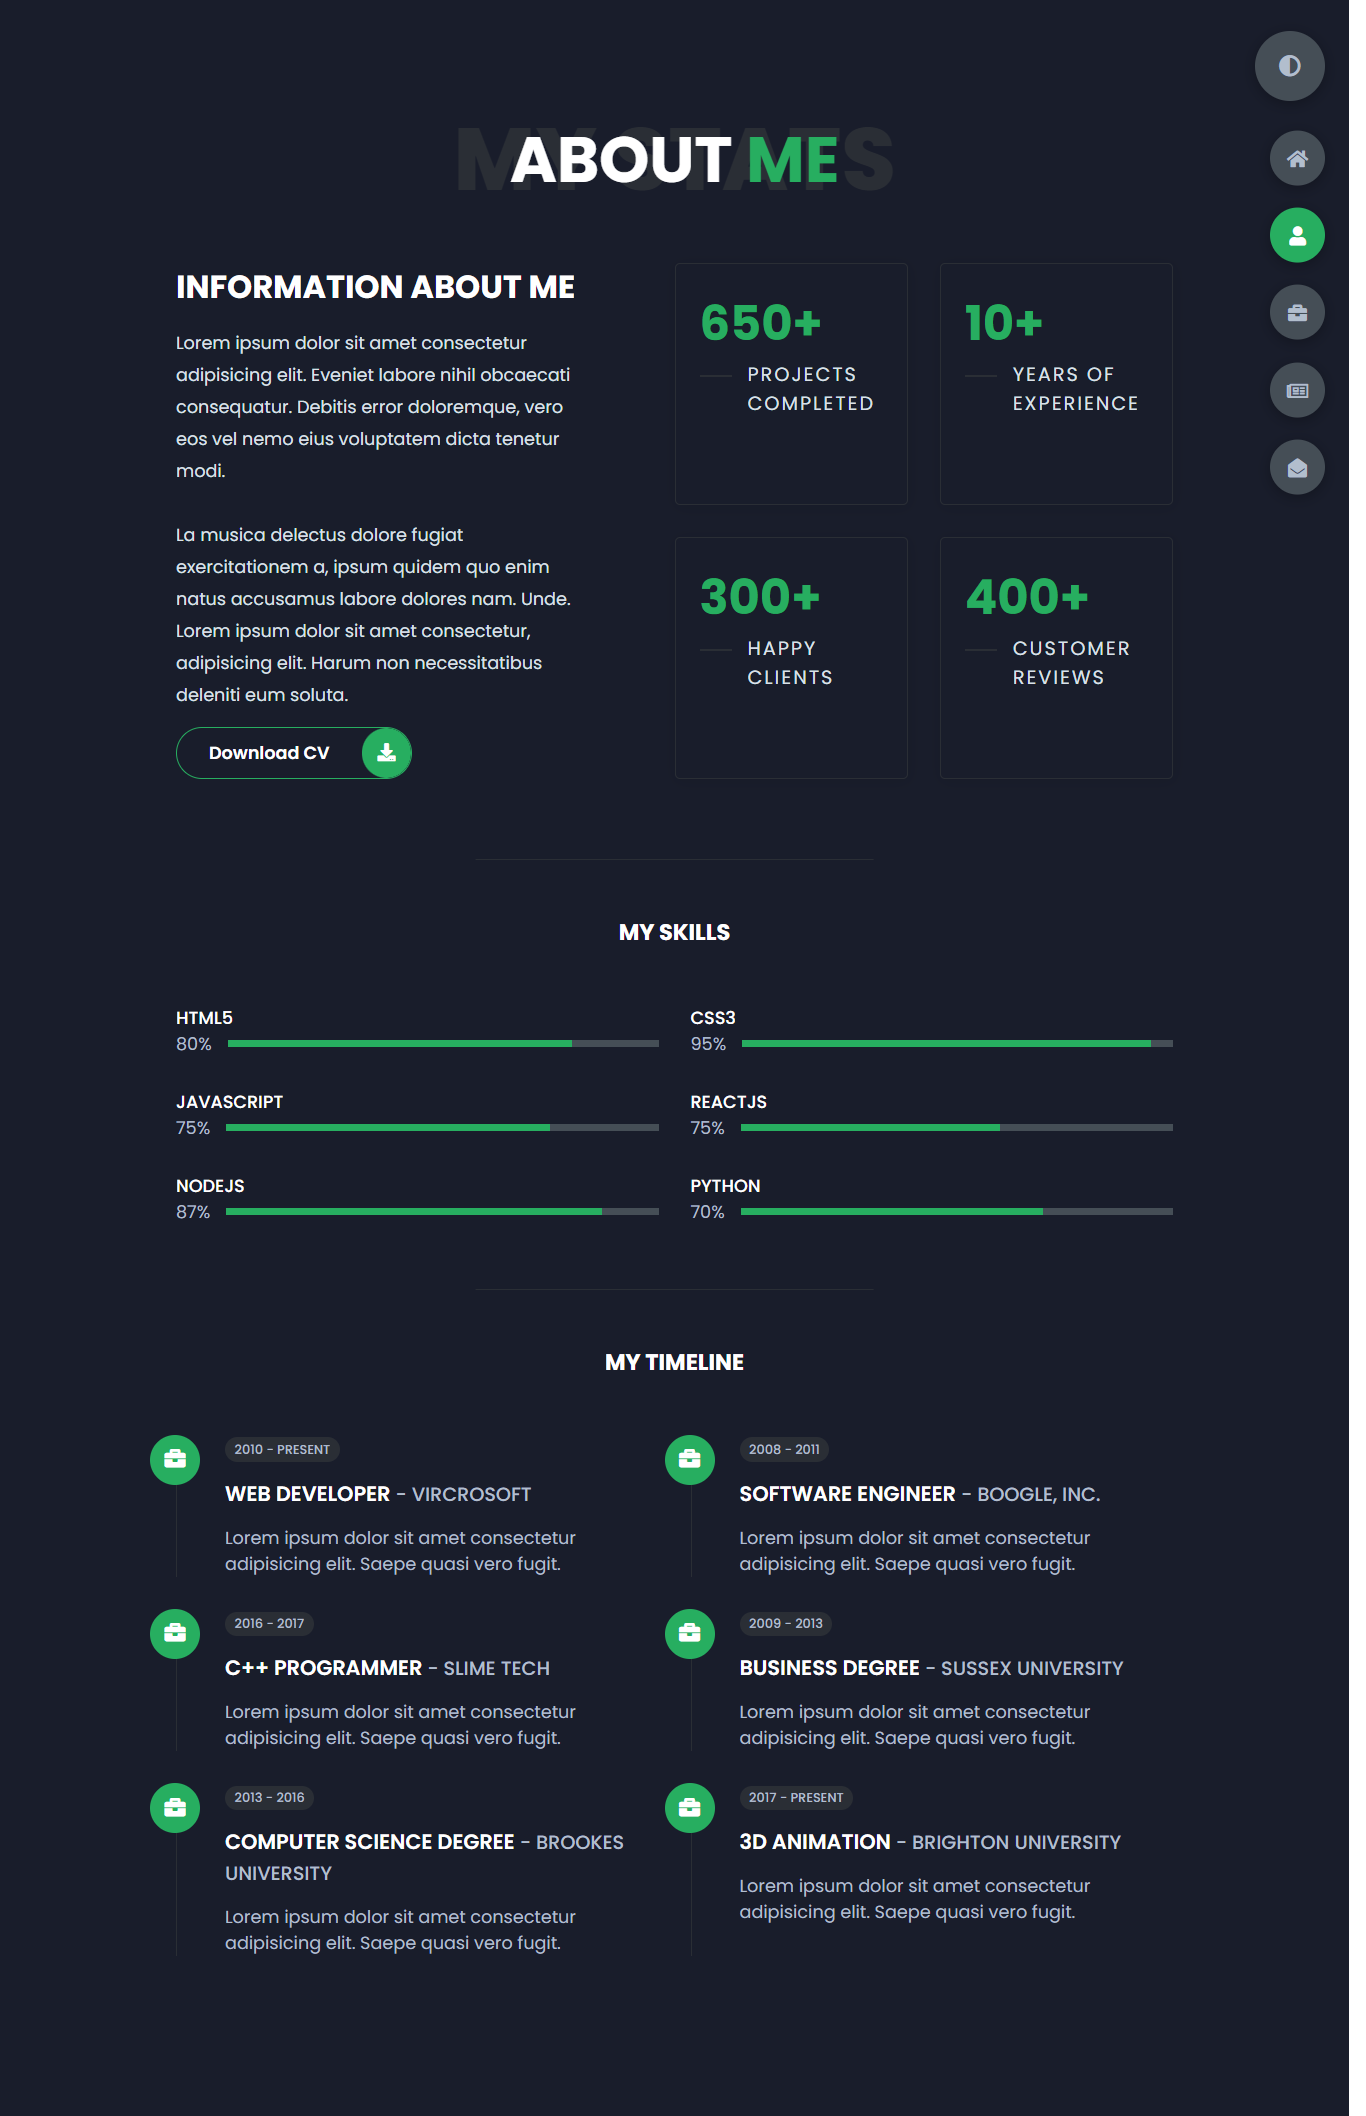 MY STATS
ABOUT ME
INFORMATION ABOUT ME
Lorem ipsum dolor sit amet consectetur
adipisicing elit. Eveniet labore nihil obcaecati
consequatur. Debitis error doloremque, vero
eos vel nemo eius voluptatem dicta tenetur
modi.
La musica delectus dolore fugiat
exercitationem a, ipsum quidem quo enim
natus accusamus labore dolores nam. Unde.
Lorem ipsum dolor sit amet consectetur,
adipisicing elit. Harum non necessitatibus
deleniti eum soluta.
Download CV
650+
PROJECTS
COMPLETED
10+
YEARS OF
EXPERIENCE
300+
HAPPY
CLIENTS
400+
CUSTOMER
REVIEWS
MY SKILLS
HTML5
80%
CSS3
95%
JAVASCRIPT
75%
REACTJS
75%
NODEJS
87%
PYTHON
70%
MY TIMELINE
2010 - PRESENT
WEB DEVELOPER - VIRCROSOFT
Lorem ipsum dolor sit amet consectetur
adipisicing elit. Saepe quasi vero fugit.
2008 - 2011
SOFTWARE ENGINEER - BOOGLE, INC.
Lorem ipsum dolor sit amet consectetur
adipisicing elit. Saepe quasi vero fugit.
2016 - 2017
C++ PROGRAMMER - SLIME TECH
Lorem ipsum dolor sit amet consectetur
adipisicing elit. Saepe quasi vero fugit.
2009 - 2013
BUSINESS DEGREE - SUSSEX UNIVERSITY
Lorem ipsum dolor sit amet consectetur
adipisicing elit. Saepe quasi vero fugit.
2013 - 2016
COMPUTER SCIENCE DEGREE - BROOKES
UNIVERSITY
Lorem ipsum dolor sit amet consectetur
adipisicing elit. Saepe quasi vero fugit.
2017 - PRESENT
3D ANIMATION - BRIGHTON UNIVERSITY
Lorem ipsum dolor sit amet consectetur
adipisicing elit. Saepe quasi vero fugit.